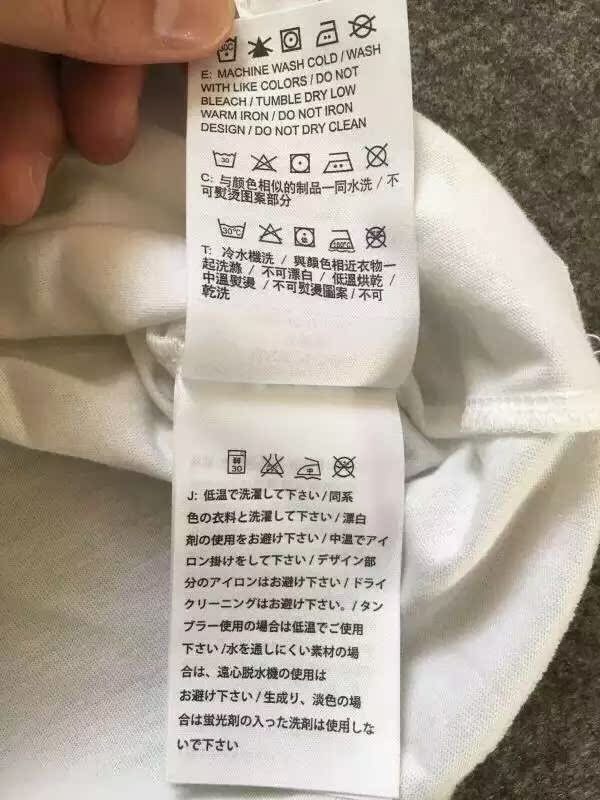 30°C
E: MACHINE WASH COLD / WASH
WITH LIKE COLORS / DO NOT
BLEACH / TUMBLE DRY LOW
WARM IRON / DO NOT IRON
DESIGN / DO NOT DRY CLEAN
30
C: 与颜色相似的制品一同水洗 / 不
可熨烫图案部分
30°C
T: 冷水機洗 / 與顏色相近衣物一
起洗滌 / 不可漂白 / 低溫烘乾 /
中溫熨燙 / 不可熨燙圖案 / 不可
乾洗
30 中
J: 低温で洗濯して下さい / 同系
色の衣料と洗濯して下さい / 漂白
剤の使用をお避け下さい / 中温でアイ
ロン掛けをして下さい / デザイン部
分のアイロンはお避け下さい / ドライ
クリーニングはお避け下さい。/ タン
ブラー使用の場合は低温でご使用
下さい /水を通しにくい素材の場
合は、遠心脱水機の使用は
お避け下さい / 生成り、淡色の場
合は蛍光剤の入った洗剤は使用しな
いで下さい